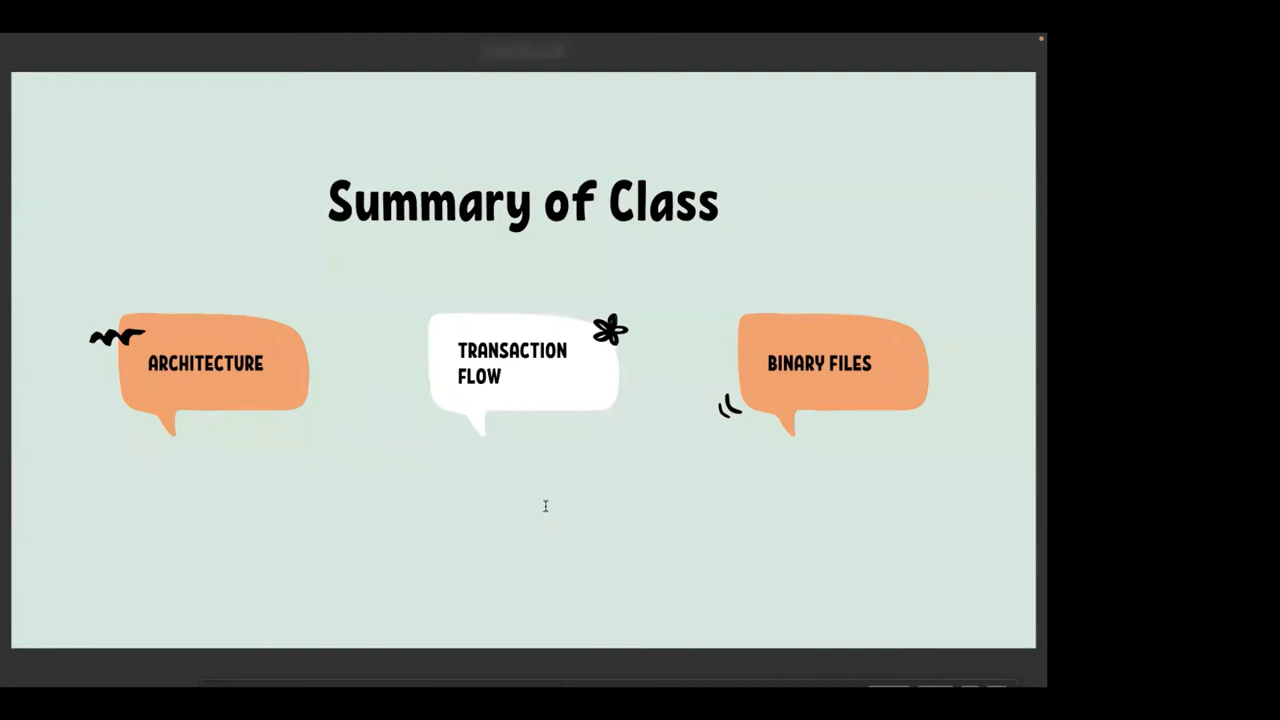 Summary of Class
ARCHITECTURE
TRANSACTION
FLOW
BINARY FILES